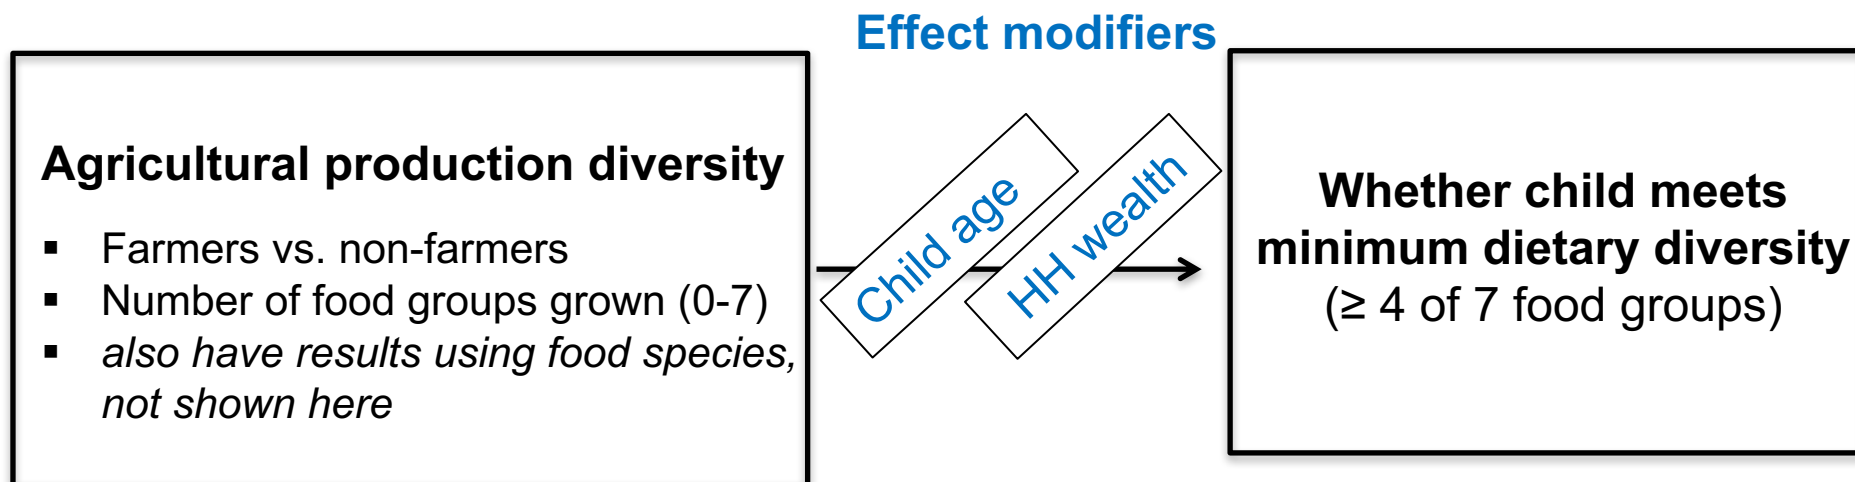 Effect modifiers
Agricultural production diversity
▪ Farmers vs. non-farmers
▪ Number of food groups grown (0-7)
▪ also have results using food species,
not shown here
Child age
HH wealth
Whether child meets
minimum dietary diversity
(≥ 4 of 7 food groups)